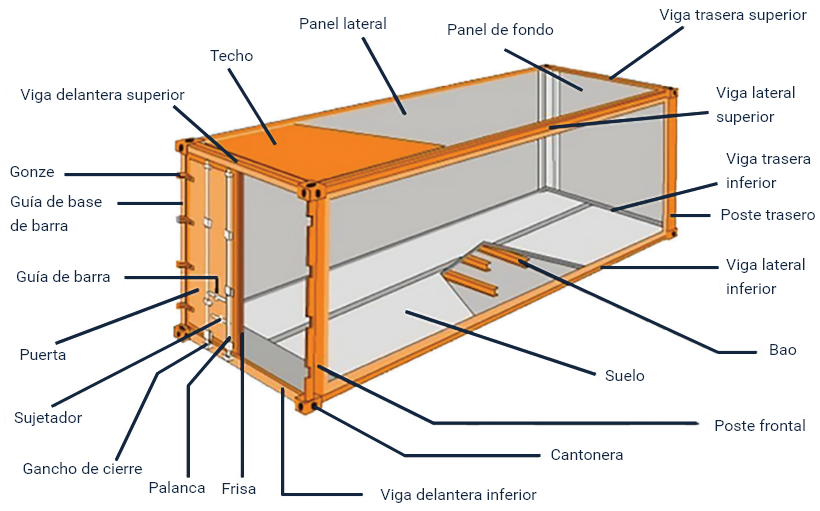 Viga trasera superior
Panel lateral
Panel de fondo
Techo
Viga delantera superior
Viga lateral
superior
Viga trasera
inferior
Gonze
Guía de base
de barra
Poste trasero
Viga lateral
inferior
Guía de barra
Puerta
Bao
Suelo
Sujetador
Poste frontal
Cantonera
Gancho de cierre
Palanca
Frisa
Viga delantera inferior